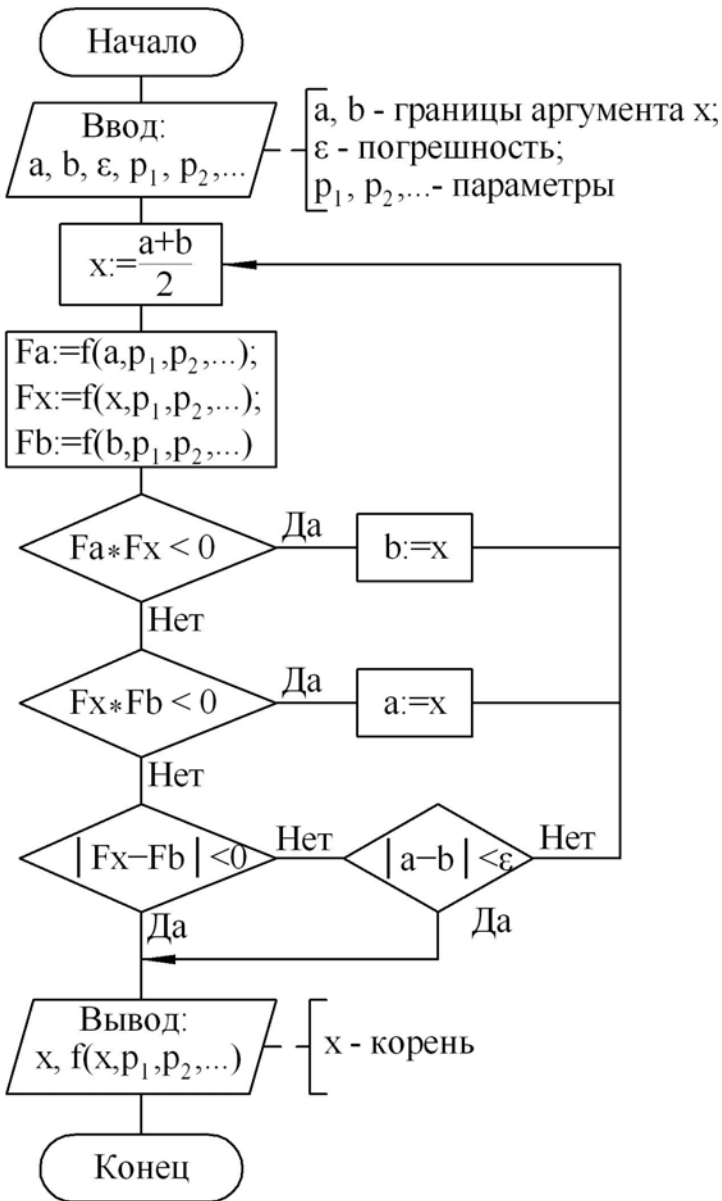 Начало
Ввод:
a, b, ε, p₁, p₂,...
a, b - границы аргумента x;
ε - погрешность;
p₁, p₂,...- параметры
x:=a+b
2
Fa:=f(a,p₁,p₂,...);
Fx:=f(x,p₁,p₂,...);
Fb:=f(b,p₁,p₂,...)
Fa*Fx < 0
Да
b:=x
Нет
Fx*Fb < 0
Да
a:=x
Нет
|Fx−Fb| <0
Нет
|a−b| <ε
Нет
Да
Да
Вывод:
x, f(x,p₁,p₂,...)
x - корень
Конец